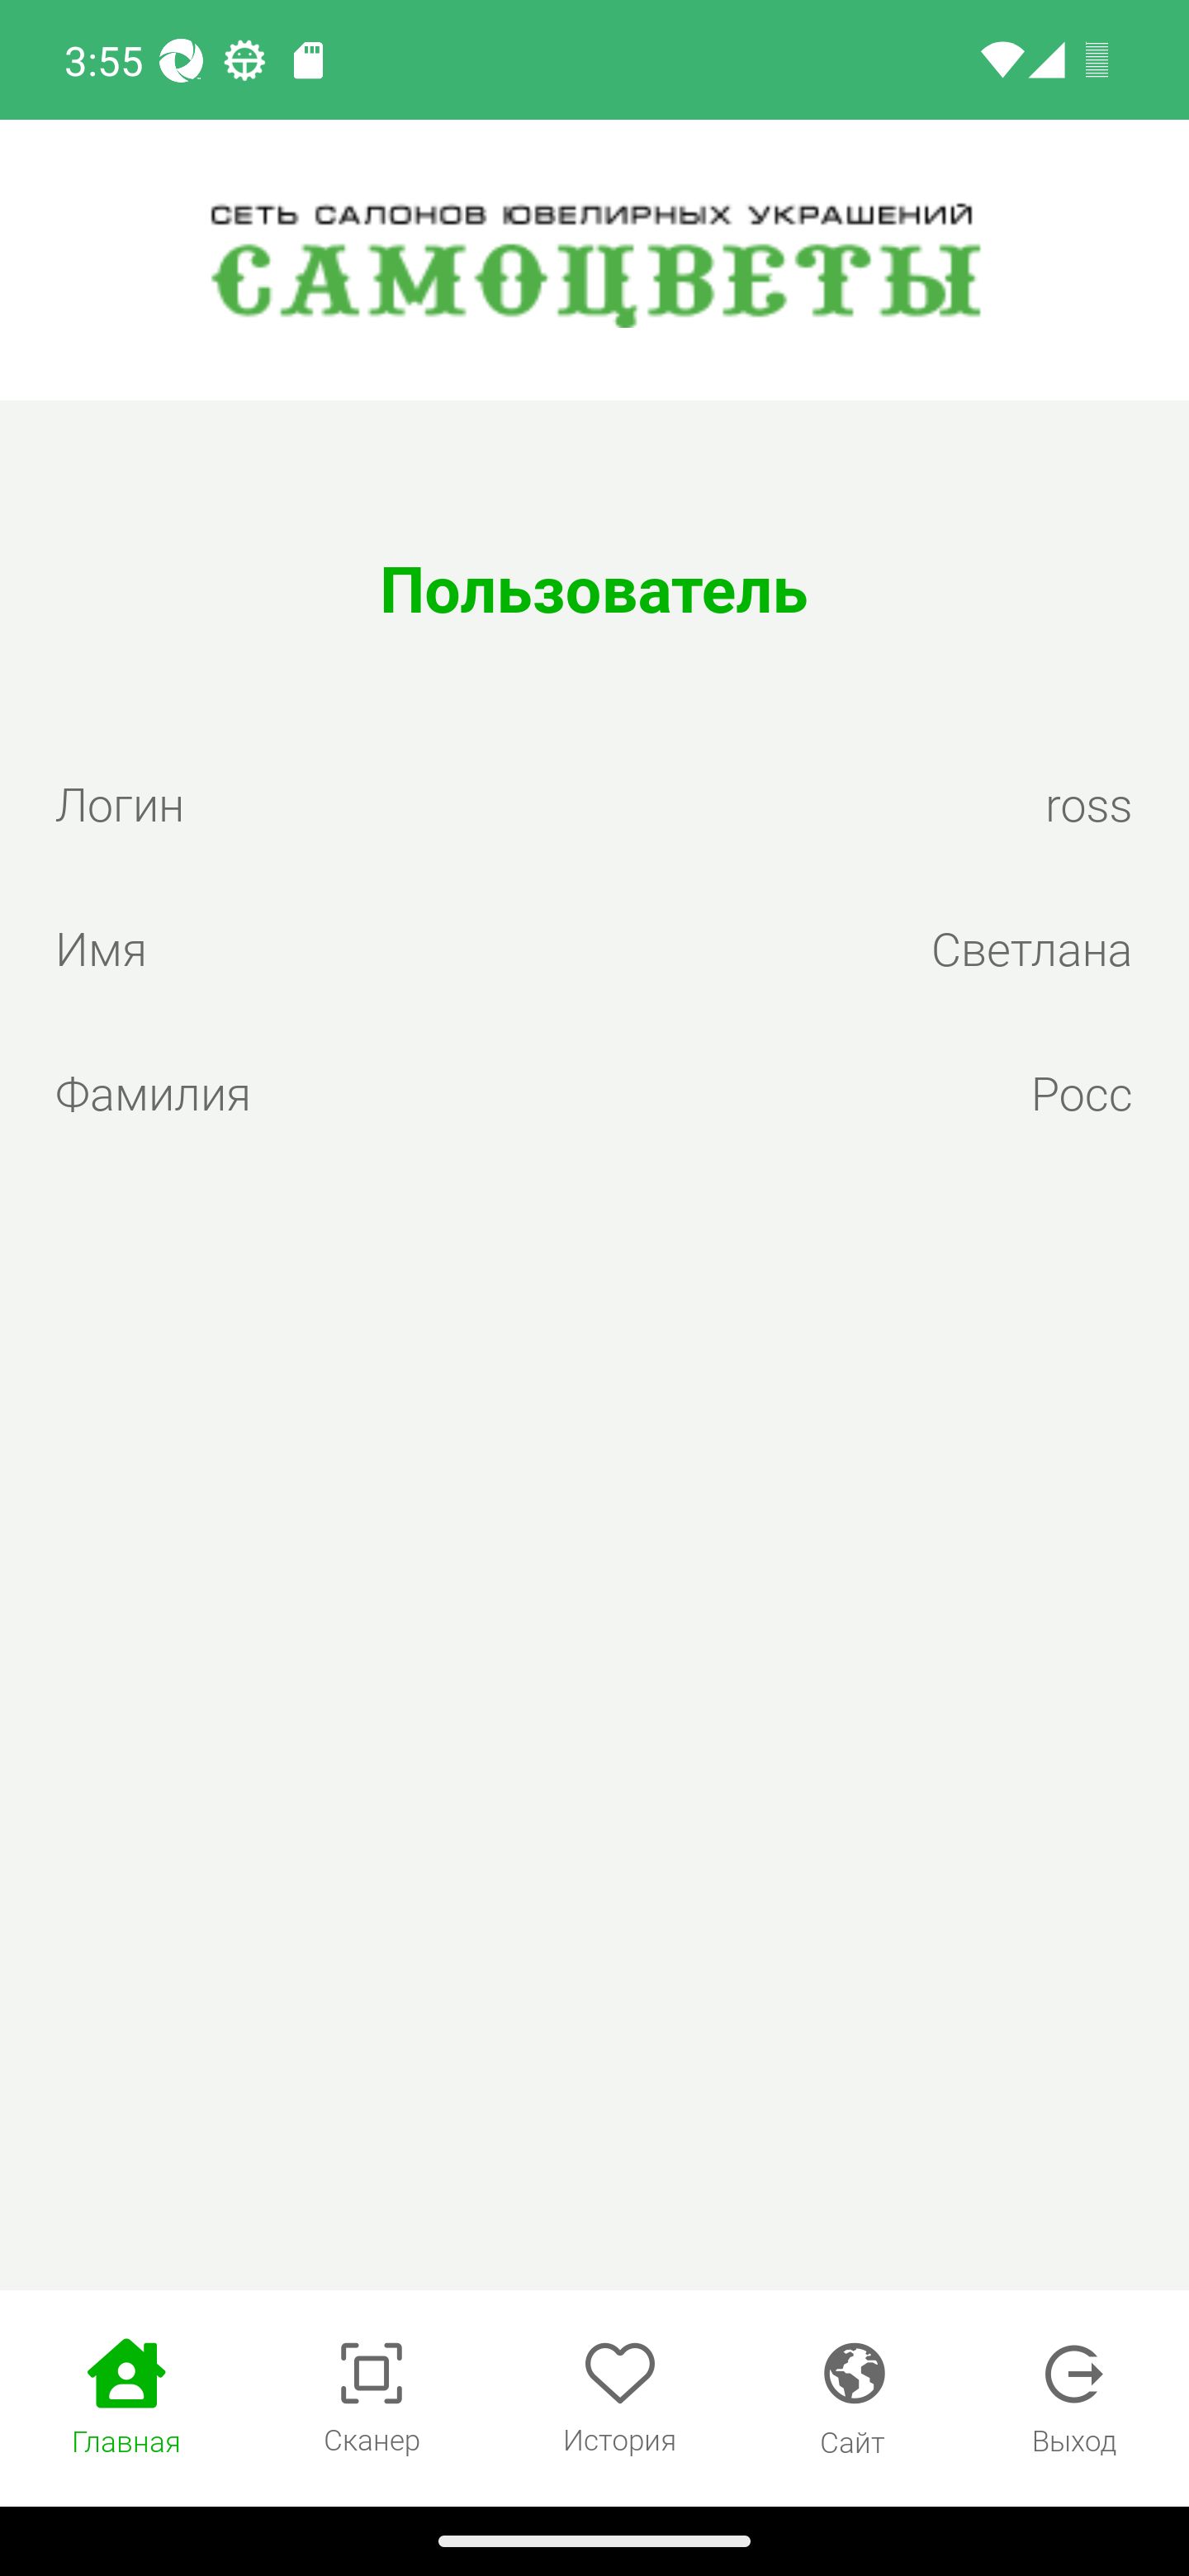 3:55
СЕТЬ САЛОНОВ ЮВЕЛИРНЫХ УКРАШЕНИЙ
САМОЦВЕТЫ
Пользователь
Логин ross
Имя Светлана
Фамилия Росс
Главная Сканер История Сайт Выход